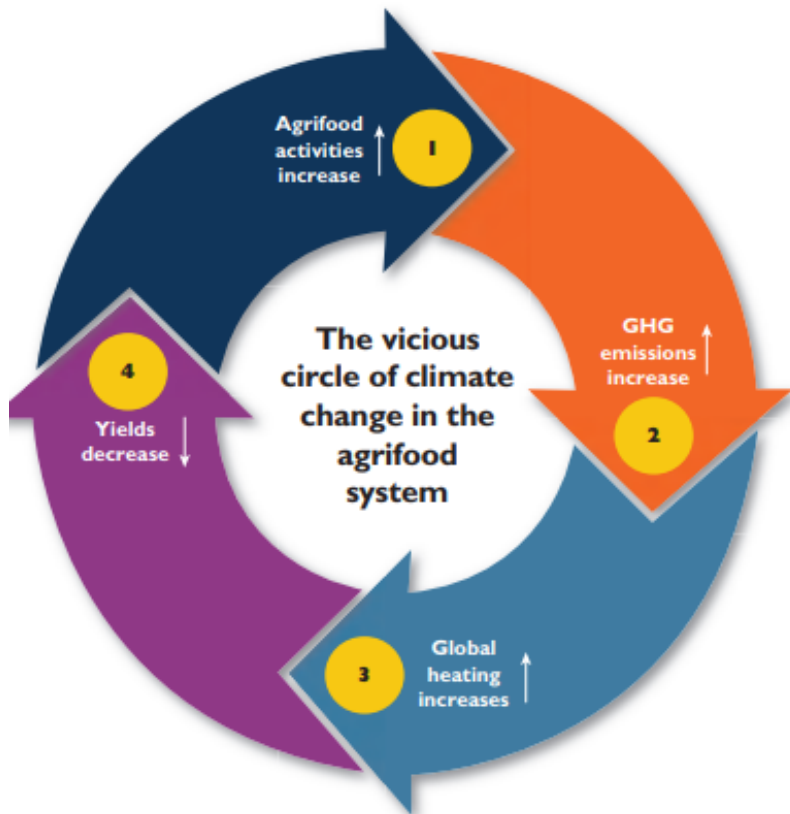 Agrifood
activities
increase
1
GHG
emissions
increase
2
The vicious
circle of climate
change in the
agrifood
system
4
Yields
decrease
3
Global
heating
increases